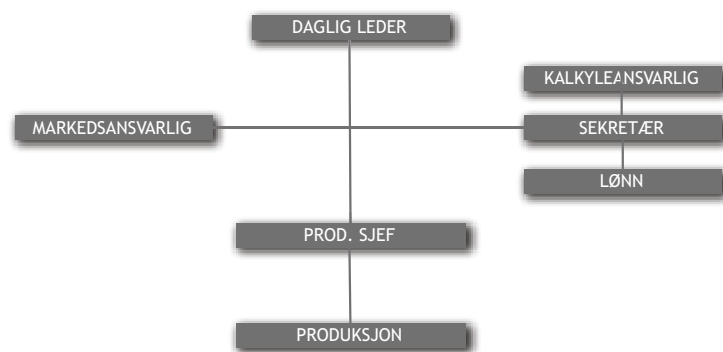 DAGLIG LEDER
KALKYLEANSVARLIG
MARKEDSANSVARLIG
SEKRETÆR
LØNN
PROD. SJEF
PRODUKSJON